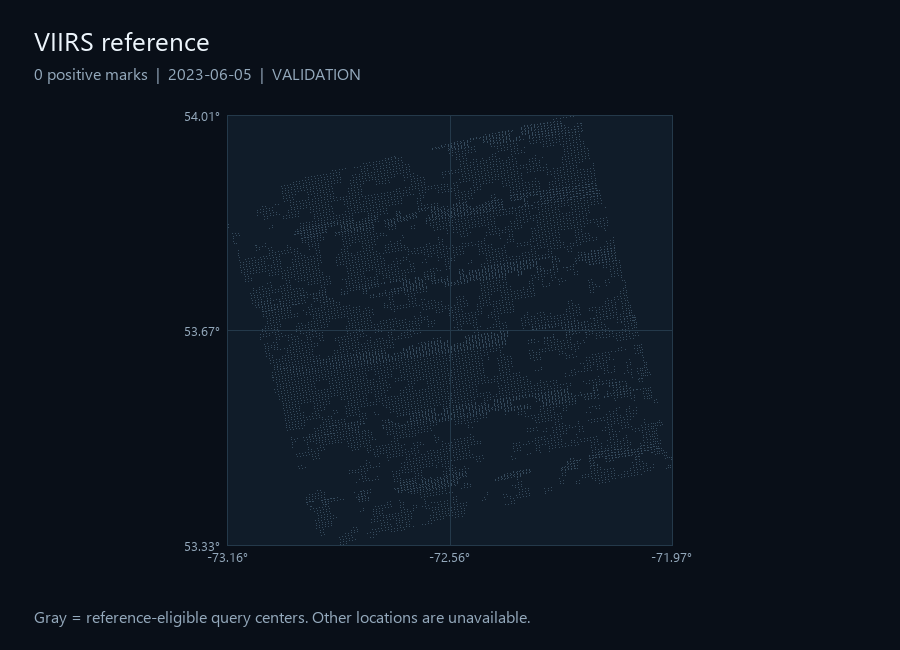 VIIRS reference
0 positive marks | 2023-06-05 | VALIDATION
54.01°
53.67°
53.33°
-73.16°
-72.56°
-71.97°
Gray = reference-eligible query centers. Other locations are unavailable.